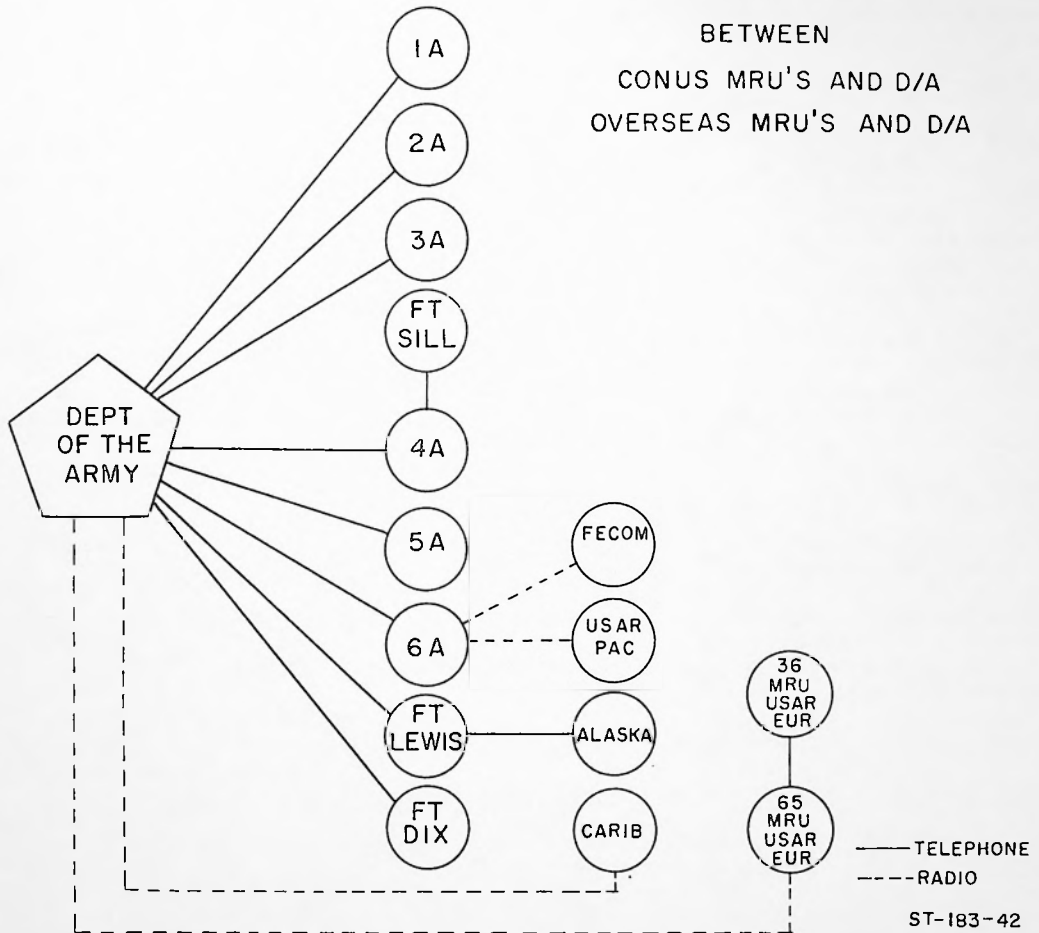 BETWEEN
CONUS MRU'S AND D/A
OVERSEAS MRU'S AND D/A
1A
2A
3A
FT
SILL
DEPT
OF THE
ARMY
4A
5A
FECOM
6A
USAR
PAC
36
MRU
USAR
EUR
FT
LEWIS
ALASKA
FT
DIX
CARIB
65
MRU
USAR
EUR
TELEPHONE
RADIO
ST-183-42